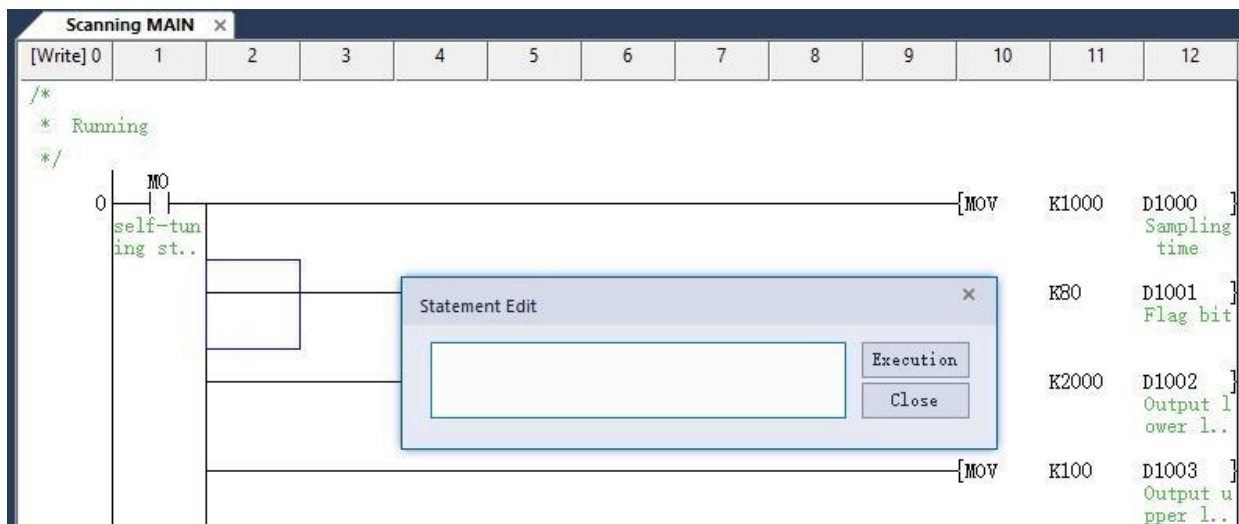 Scanning MAIN ×
[Write] 0 1 2 3 4 5 6 7 8 9 10 11 12
/*
* Running
*/
M0
0 [MOV K1000 D1000 ]
self-tun
ing st..
Sampling
time
K80 D1001 ]
Flag bit
Statement Edit ×
Execution
Close
K2000 D1002 ]
Output l
ower l..
[MOV K100 D1003 ]
Output u
pper l..